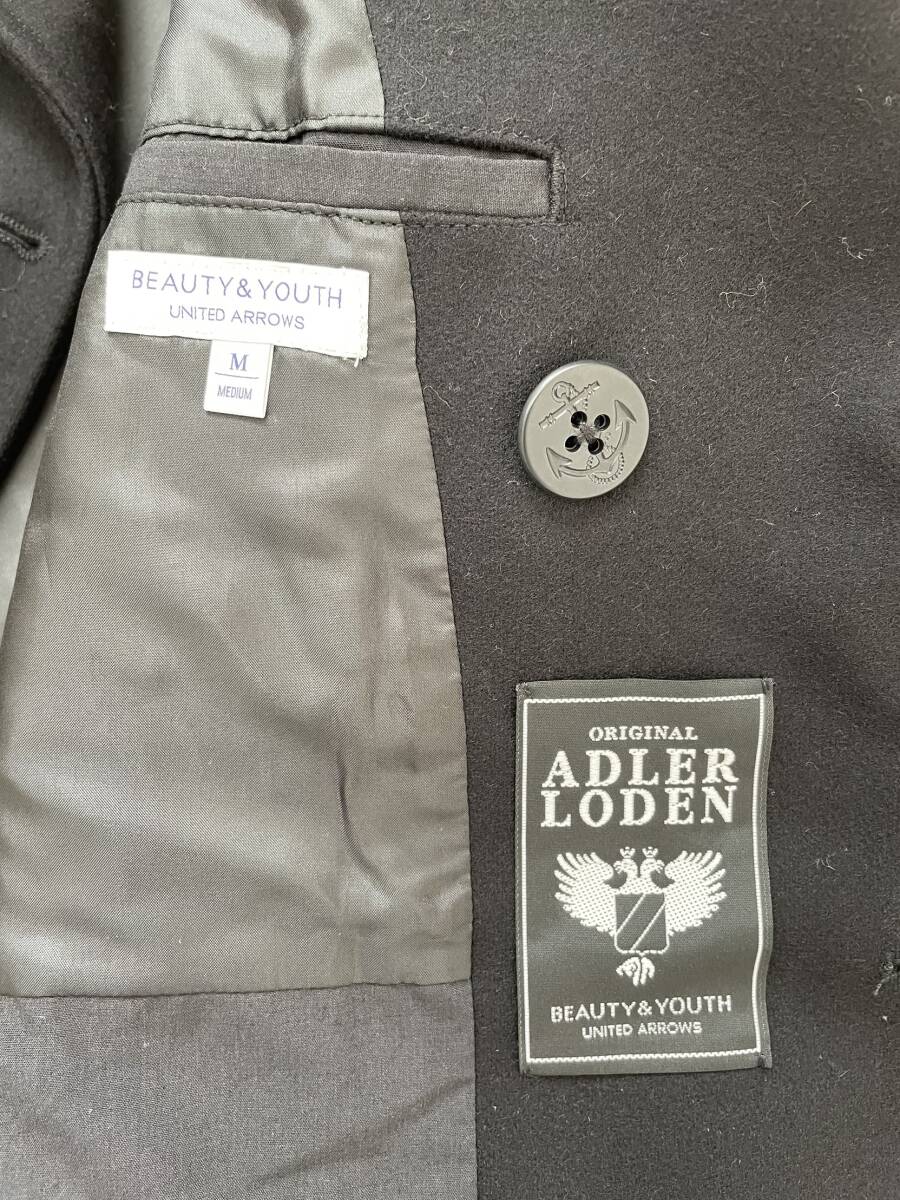 BEAUTY&YOUTH
UNITED ARROWS
M
MEDIUM
ORIGINAL
ADLER
LODEN
BEAUTY&YOUTH
UNITED ARROWS